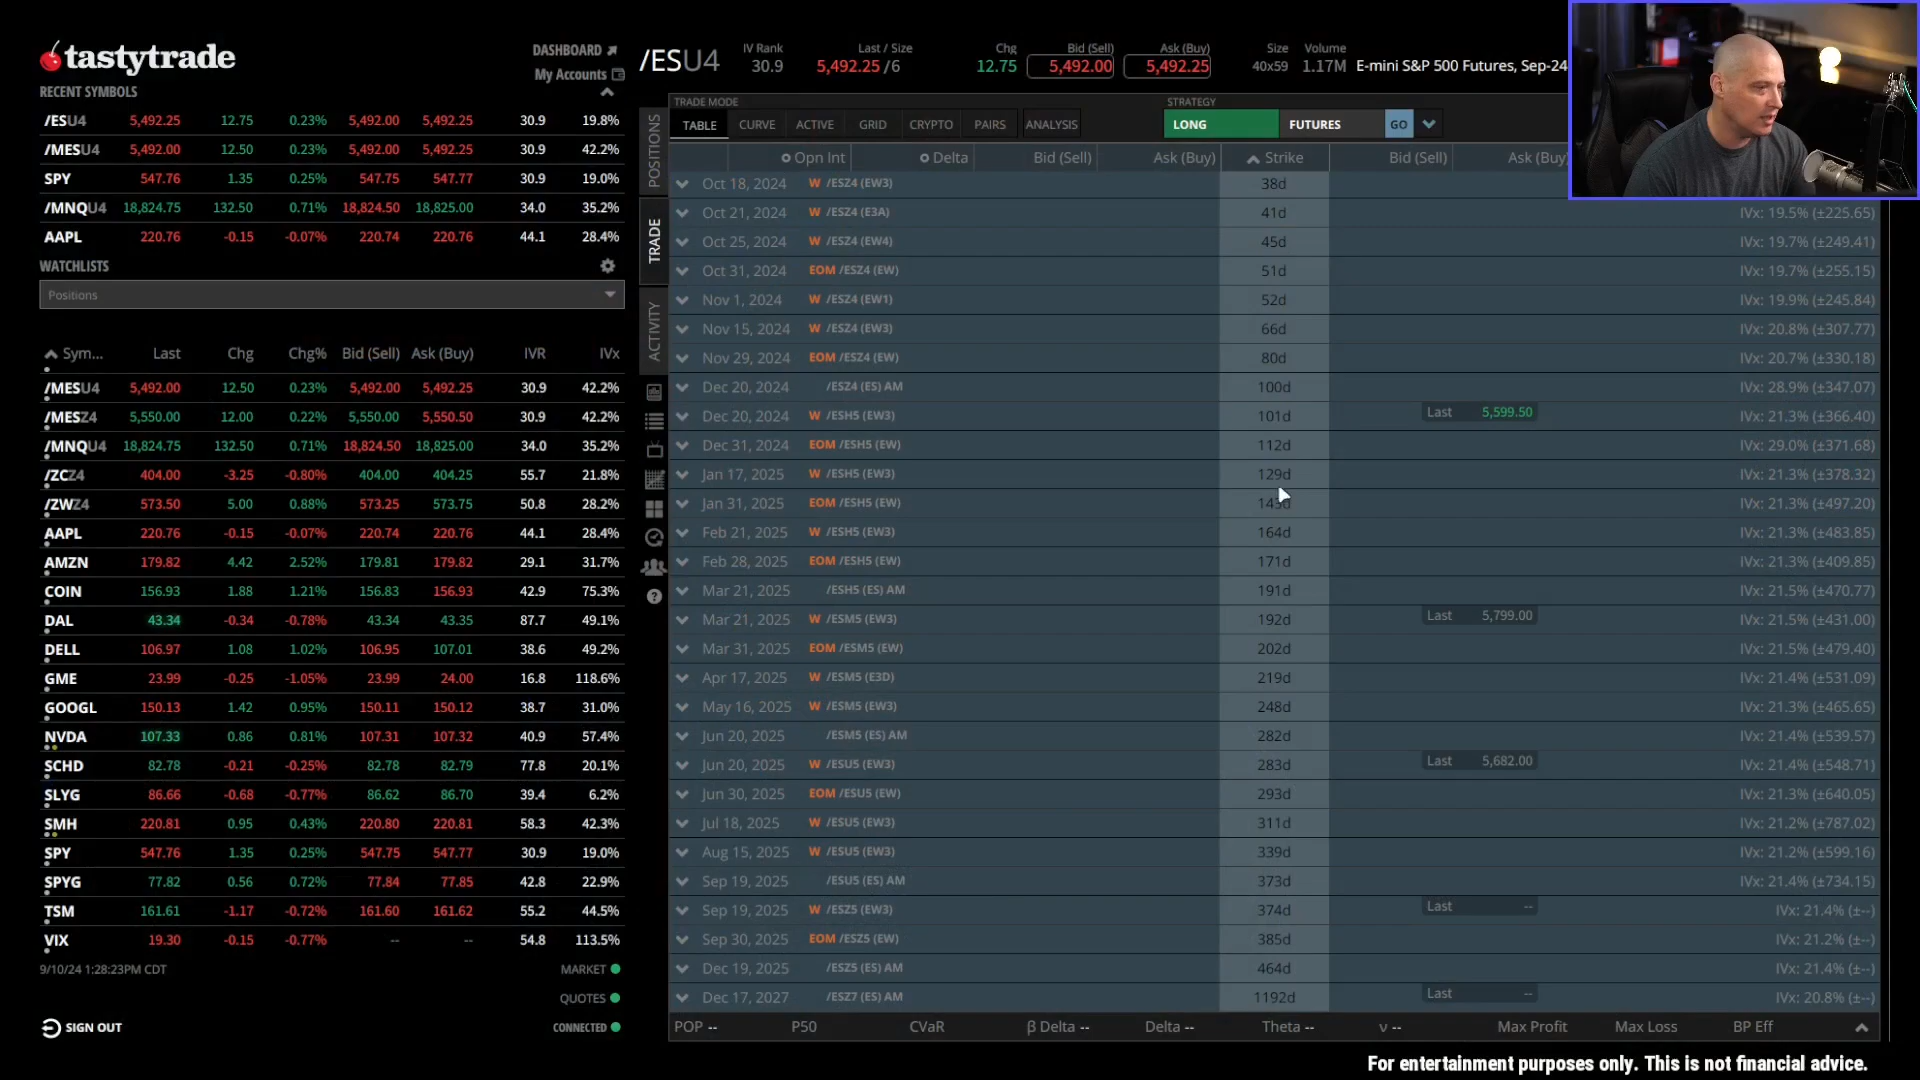 tastytrade
DASHBOARD
My Accounts
RECENT SYMBOLS
/ESU4 5,492.25 12.75 0.23% 5,492.00 5,492.25 30.9 19.8%
/MESU4 5,492.00 12.50 0.23% 5,492.00 5,492.25 30.9 42.2%
SPY 547.76 1.35 0.25% 547.75 547.77 30.9 19.0%
/MNQU4 18,824.75 132.50 0.71% 18,824.50 18,825.00 34.0 35.2%
AAPL 220.76 -0.15 -0.07% 220.74 220.76 44.1 28.4%
WATCHLISTS
Positions
Sym... Last Chg Chg% Bid (Sell) Ask (Buy) IVR IVx
/MESU4 5,492.00 12.50 0.23% 5,492.00 5,492.25 30.9 42.2%
/MESZ4 5,550.00 12.00 0.22% 5,550.00 5,550.50 30.9 42.2%
/MNQU4 18,824.75 132.50 0.71% 18,824.50 18,825.00 34.0 35.2%
/ZCZ4 404.00 -3.25 -0.80% 404.00 404.25 55.7 21.8%
/ZWZ4 573.50 5.00 0.88% 573.25 573.75 50.8 28.2%
AAPL 220.76 -0.15 -0.07% 220.74 220.76 44.1 28.4%
AMZN 179.82 4.42 2.52% 179.81 179.82 29.1 31.7%
COIN 156.93 1.88 1.21% 156.83 156.93 42.9 75.3%
DAL 43.34 -0.34 -0.78% 43.34 43.35 87.7 49.1%
DELL 106.97 1.08 1.02% 106.95 107.01 38.6 49.2%
GME 23.99 -0.25 -1.05% 23.99 24.00 16.8 118.6%
GOOGL 150.13 1.42 0.95% 150.11 150.12 38.7 31.0%
NVDA 107.33 0.86 0.81% 107.31 107.32 40.9 57.4%
SCHD 82.78 -0.21 -0.25% 82.78 82.79 77.8 20.1%
SLYG 86.66 -0.68 -0.77% 86.62 86.70 39.4 6.2%
SMH 220.81 0.95 0.43% 220.80 220.81 58.3 42.3%
SPY 547.76 1.35 0.25% 547.75 547.77 30.9 19.0%
SPYG 77.82 0.56 0.72% 77.84 77.85 42.8 22.9%
TSM 161.61 -1.17 -0.72% 161.60 161.62 55.2 44.5%
VIX 19.30 -0.15 -0.77% -- -- 54.8 113.5%
9/10/24 1:28:23PM CDT
MARKET
QUOTES
CONNECTED
SIGN OUT
POSITIONS
TRADE
ACTIVITY
/ESU4
IV Rank Last / Size Chg Bid (Sell) Ask (Buy) Size Volume
30.9 5,492.25 /6 12.75 5,492.00 5,492.25 40x59 1.17M E-mini S&P 500 Futures, Sep-24
TRADE MODE
TABLE CURVE ACTIVE GRID CRYPTO PAIRS ANALYSIS
STRATEGY
LONG FUTURES GO
Opn Int Delta Bid (Sell) Ask (Buy) Strike Bid (Sell) Ask (Buy)
Oct 18, 2024 W /ESZ4 (EW3) 38d
Oct 21, 2024 W /ESZ4 (E3A) 41d IVx: 19.5% (±225.65)
Oct 25, 2024 W /ESZ4 (EW4) 45d IVx: 19.7% (±249.41)
Oct 31, 2024 EOM /ESZ4 (EW) 51d IVx: 19.7% (±255.15)
Nov 1, 2024 W /ESZ4 (EW1) 52d IVx: 19.9% (±245.84)
Nov 15, 2024 W /ESZ4 (EW3) 66d IVx: 20.8% (±307.77)
Nov 29, 2024 EOM /ESZ4 (EW) 80d IVx: 20.7% (±330.18)
Dec 20, 2024 /ESZ4 (ES) AM 100d IVx: 28.9% (±347.07)
Dec 20, 2024 W /ESH5 (EW3) 101d Last 5,599.50 IVx: 21.3% (±366.40)
Dec 31, 2024 EOM /ESH5 (EW) 112d IVx: 29.0% (±371.68)
Jan 17, 2025 W /ESH5 (EW3) 129d IVx: 21.3% (±378.32)
Jan 31, 2025 EOM /ESH5 (EW) 143d IVx: 21.3% (±497.20)
Feb 21, 2025 W /ESH5 (EW3) 164d IVx: 21.3% (±483.85)
Feb 28, 2025 EOM /ESH5 (EW) 171d IVx: 21.3% (±409.85)
Mar 21, 2025 /ESH5 (ES) AM 191d IVx: 21.5% (±470.77)
Mar 21, 2025 W /ESM5 (EW3) 192d Last 5,799.00 IVx: 21.5% (±431.00)
Mar 31, 2025 EOM /ESM5 (EW) 202d IVx: 21.5% (±479.40)
Apr 17, 2025 W /ESM5 (E3D) 219d IVx: 21.4% (±531.09)
May 16, 2025 W /ESM5 (EW3) 248d IVx: 21.3% (±465.65)
Jun 20, 2025 /ESM5 (ES) AM 282d IVx: 21.4% (±539.57)
Jun 20, 2025 W /ESU5 (EW3) 283d Last 5,682.00 IVx: 21.4% (±548.71)
Jun 30, 2025 EOM /ESU5 (EW) 293d IVx: 21.3% (±640.05)
Jul 18, 2025 W /ESU5 (EW3) 311d IVx: 21.2% (±787.02)
Aug 15, 2025 W /ESU5 (EW3) 339d IVx: 21.2% (±599.16)
Sep 19, 2025 /ESU5 (ES) AM 373d IVx: 21.4% (±734.15)
Sep 19, 2025 W /ESZ5 (EW3) 374d Last -- IVx: 21.4% (±--)
Sep 30, 2025 EOM /ESZ5 (EW) 385d IVx: 21.2% (±--)
Dec 19, 2025 /ESZ5 (ES) AM 464d IVx: 21.4% (±--)
Dec 17, 2027 /ESZ7 (ES) AM 1192d Last -- IVx: 20.8% (±--)
POP -- P50 CVaR β Delta -- Delta -- Theta -- ν -- Max Profit Max Loss BP Eff
For entertainment purposes only. This is not financial advice.